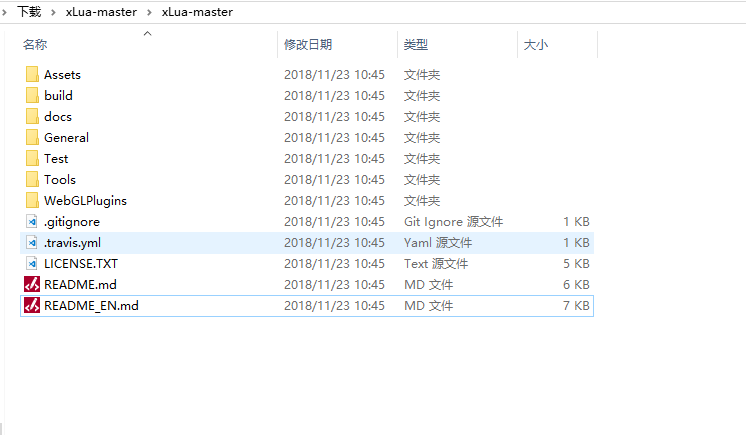 下载 xLua-master xLua-master
名称 修改日期 类型 大小
Assets 2018/11/23 10:45 文件夹
build 2018/11/23 10:45 文件夹
docs 2018/11/23 10:45 文件夹
General 2018/11/23 10:45 文件夹
Test 2018/11/23 10:45 文件夹
Tools 2018/11/23 10:45 文件夹
WebGLPlugins 2018/11/23 10:45 文件夹
.gitignore 2018/11/23 10:45 Git Ignore 源文件 1 KB
.travis.yml 2018/11/23 10:45 Yaml 源文件 1 KB
LICENSE.TXT 2018/11/23 10:45 Text 源文件 5 KB
README.md 2018/11/23 10:45 MD 文件 6 KB
README_EN.md 2018/11/23 10:45 MD 文件 7 KB